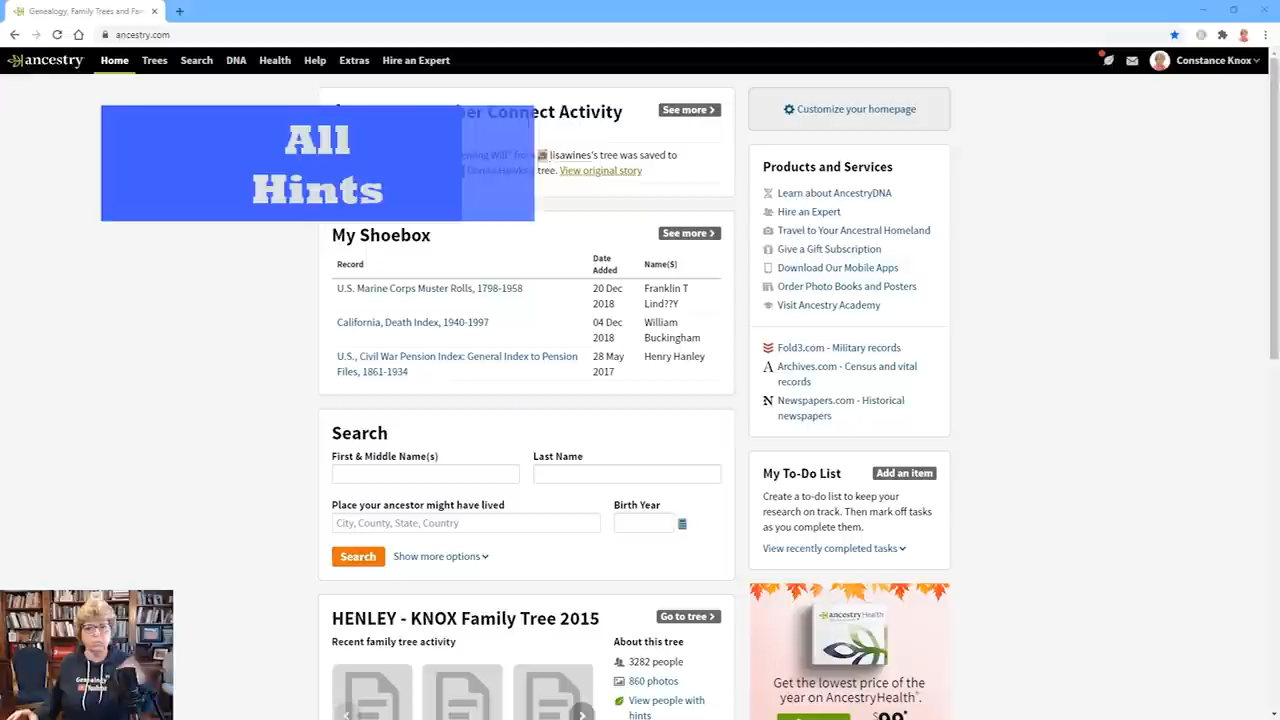 Genealogy, Family Trees and Fam
ancestry.com
ancestry
Home Trees Search DNA Health Help Extras Hire an Expert
Constance Knox
All
Hints
Connect Activity
See more >
lisawines's tree was saved to
tree. View original story
My Shoebox
See more >
Record
Date
Added
Name(S)
U.S. Marine Corps Muster Rolls, 1798-1958
20 Dec
2018
Franklin T
Lind??Y
California, Death Index, 1940-1997
04 Dec
2018
William
Buckingham
U.S., Civil War Pension Index: General Index to Pension
Files, 1861-1934
28 May
2017
Henry Hanley
Search
First & Middle Name(s)
Last Name
Place your ancestor might have lived
Birth Year
City, County, State, Country
Search
Show more options
HENLEY - KNOX Family Tree 2015
Go to tree >
Recent family tree activity
About this tree
3282 people
860 photos
View people with
hints
Customize your homepage
Products and Services
Learn about AncestryDNA
Hire an Expert
Travel to Your Ancestral Homeland
Give a Gift Subscription
Download Our Mobile Apps
Order Photo Books and Posters
Visit Ancestry Academy
Fold3.com - Military records
Archives.com - Census and vital
records
Newspapers.com - Historical
newspapers
My To-Do List
Add an item
Create a to-do list to keep your
research on track. Then mark off tasks
as you complete them.
View recently completed tasks
ancestryHealth
Get the lowest price of the
year on AncestryHealth®.
Genealogy